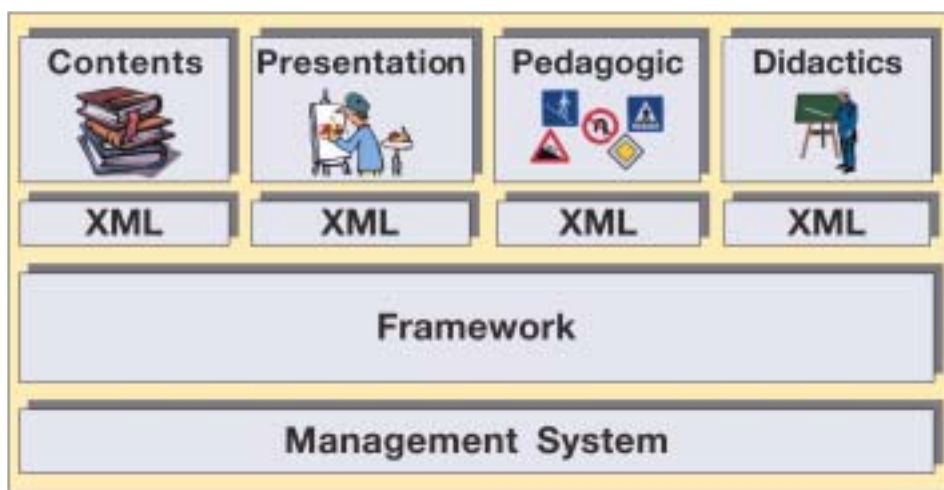 Contents Presentation Pedagogic Didactics
XML XML XML XML
Framework
Management System